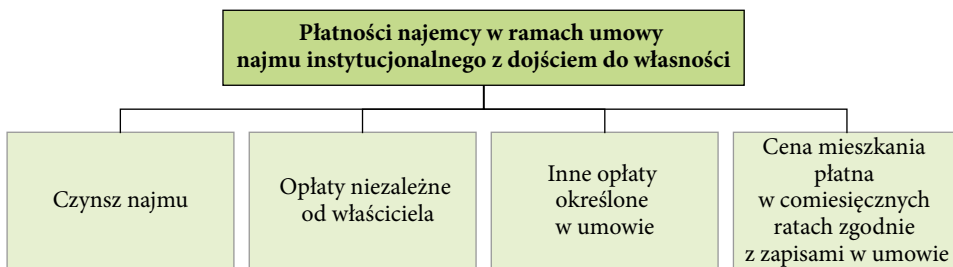 Płatności najemcy w ramach umowy
najmu instytucjonalnego z dojściem do własności
Czynsz najmu
Opłaty niezależne
od właściciela
Inne opłaty
określone
w umowie
Cena mieszkania
płatna
w comiesięcznych
ratach zgodnie
z zapisami w umowie